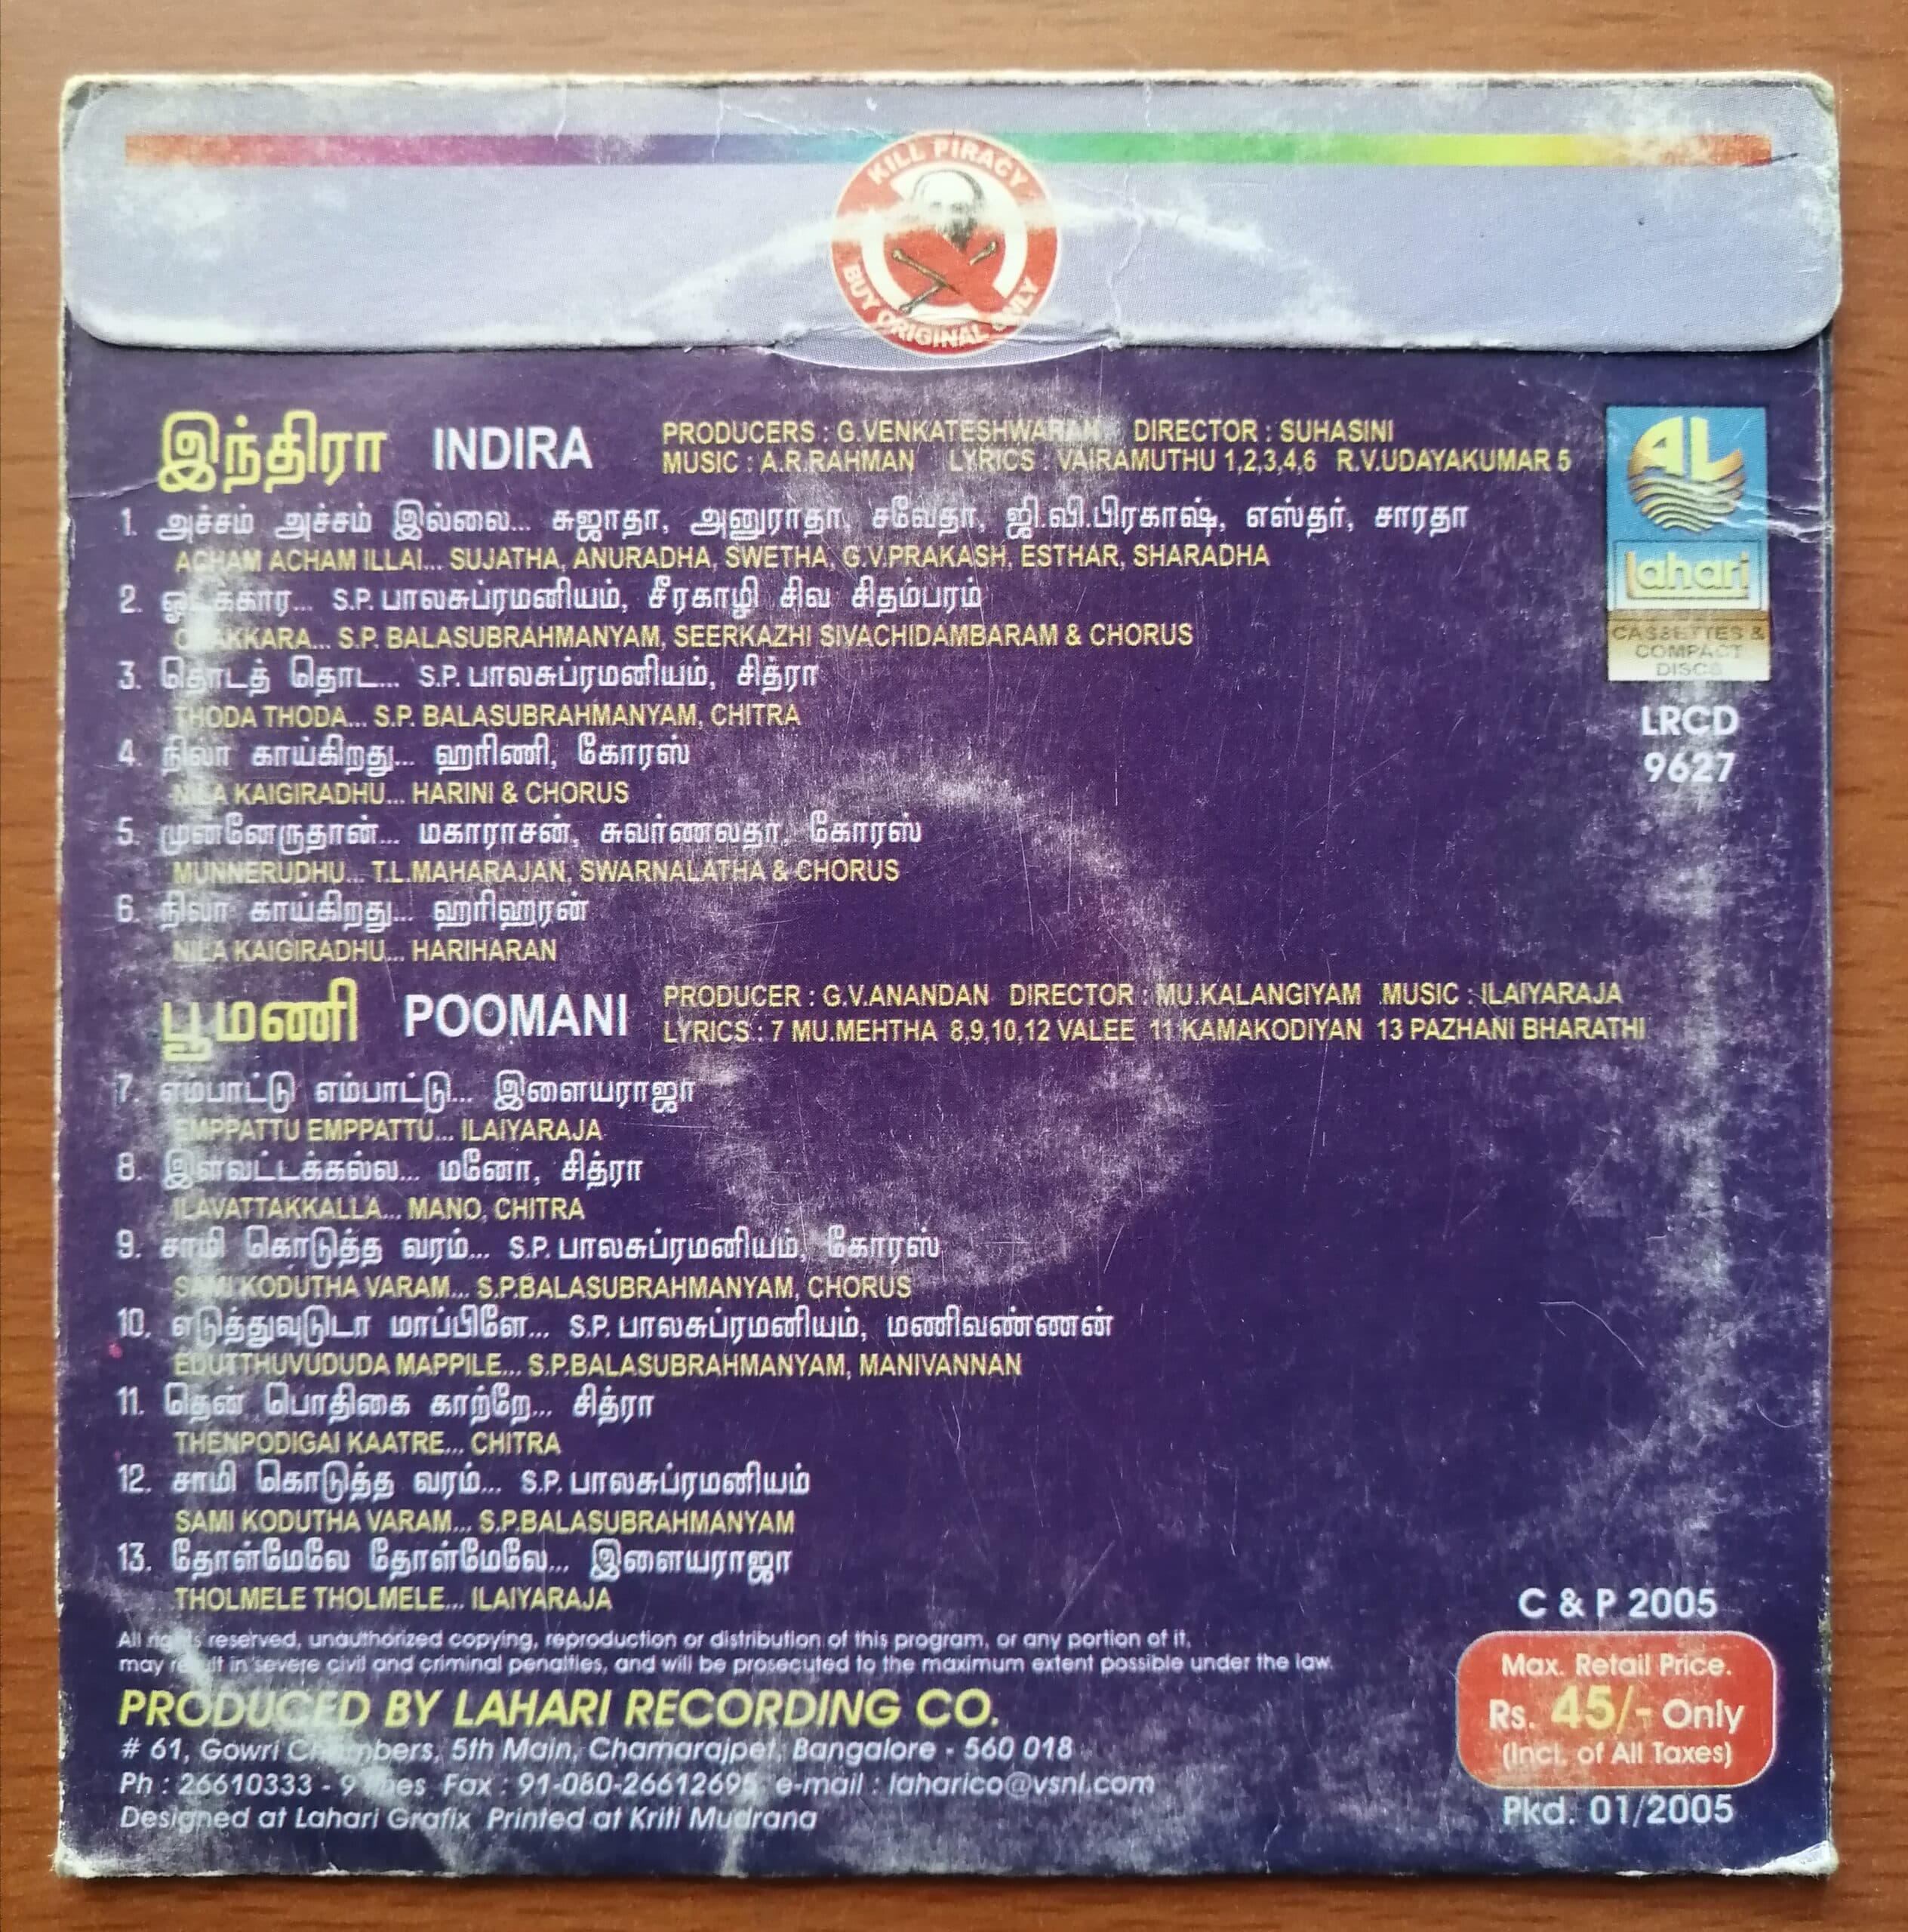 KILL PIRACY
BUY ORIGINAL ONLY
இந்திரா INDIRA
PRODUCERS : G.VENKATESHWARAN DIRECTOR : SUHASINI
MUSIC : A.R.RAHMAN LYRICS : VAIRAMUTHU 1,2,3,4,6 R.V.UDAYAKUMAR 5
AL
Lahari
CASSETTES &
COMPACT
DISCS
LRCD
9627
1. அச்சம் அச்சம் இல்லை... சுஜாதா, அனுராதா, சுவேதா, ஜி.வி.பிரகாஷ், எஸ்தர், சாரதா
ACHAM ACHAM ILLAI... SUJATHA, ANURADHA, SWETHA, G.V.PRAKASH, ESTHAR, SHARADHA
2. ஓடக்கார... S.P. பாலசுப்ரமனியம், சீரகாழி சிவ சிதம்பரம்
ODAKKARA... S.P. BALASUBRAHMANYAM, SEERKAZHI SIVACHIDAMBARAM & CHORUS
3. தொடத் தொட... S.P. பாலசுப்ரமனியம், சித்ரா
THODA THODA... S.P. BALASUBRAHMANYAM, CHITRA
4. நிலா காய்கிறது... ஹரிணி, கோரஸ்
NILA KAIGIRADHU... HARINI & CHORUS
5. முன்னேருதான்... மகாராசன், சுவர்ணலதா, கோரஸ்
MUNNERUDHU... T.L.MAHARAJAN, SWARNALATHA & CHORUS
6. நிலா காய்கிறது... ஹரிஹரன்
NILA KAIGIRADHU... HARIHARAN
பூமணி POOMANI
PRODUCER : G.V.ANANDAN DIRECTOR : MU.KALANGIYAM MUSIC : ILAIYARAJA
LYRICS : 7 MU.MEHTHA 8,9,10,12 VALEE 11 KAMAKODIYAN 13 PAZHANI BHARATHI
7. எம்பாட்டு எம்பாட்டு... இளையராஜா
EMPPATTU EMPPATTU... ILAIYARAJA
8. இளவட்டக்கல்ல... மனோ, சித்ரா
ILAVATTAKKALLA... MANO, CHITRA
9. சாமி கொடுத்த வரம்... S.P. பாலசுப்ரமனியம், கோரஸ்
SAMI KODUTHA VARAM... S.P.BALASUBRAHMANYAM, CHORUS
10. எடுத்துவுடுடா மாப்பிளே... S.P. பாலசுப்ரமனியம், மணிவண்ணன்
EDUTTHUVUDUDA MAPPILE... S.P.BALASUBRAHMANYAM, MANIVANNAN
11. தென் பொதிகை காற்றே... சித்ரா
THENPODIGAI KAATRE... CHITRA
12. சாமி கொடுத்த வரம்... S.P. பாலசுப்ரமனியம்
SAMI KODUTHA VARAM... S.P.BALASUBRAHMANYAM
13. தோள்மேலே தோள்மேலே... இளையராஜா
THOLMELE THOLMELE... ILAIYARAJA
All rights reserved, unauthorized copying, reproduction or distribution of this program, or any portion of it,
may result in severe civil and criminal penalties, and will be prosecuted to the maximum extent possible under the law.
PRODUCED BY LAHARI RECORDING CO.
# 61, Gowri Chambers, 5th Main, Chamarajpet, Bangalore - 560 018
Ph : 26610333 - 9 lines Fax : 91-080-26612695 e-mail : laharico@vsnl.com
Designed at Lahari Grafix Printed at Kriti Mudrana
C & P 2005
Max. Retail Price.
Rs. 45/- Only
(Incl. of All Taxes)
Pkd. 01/2005